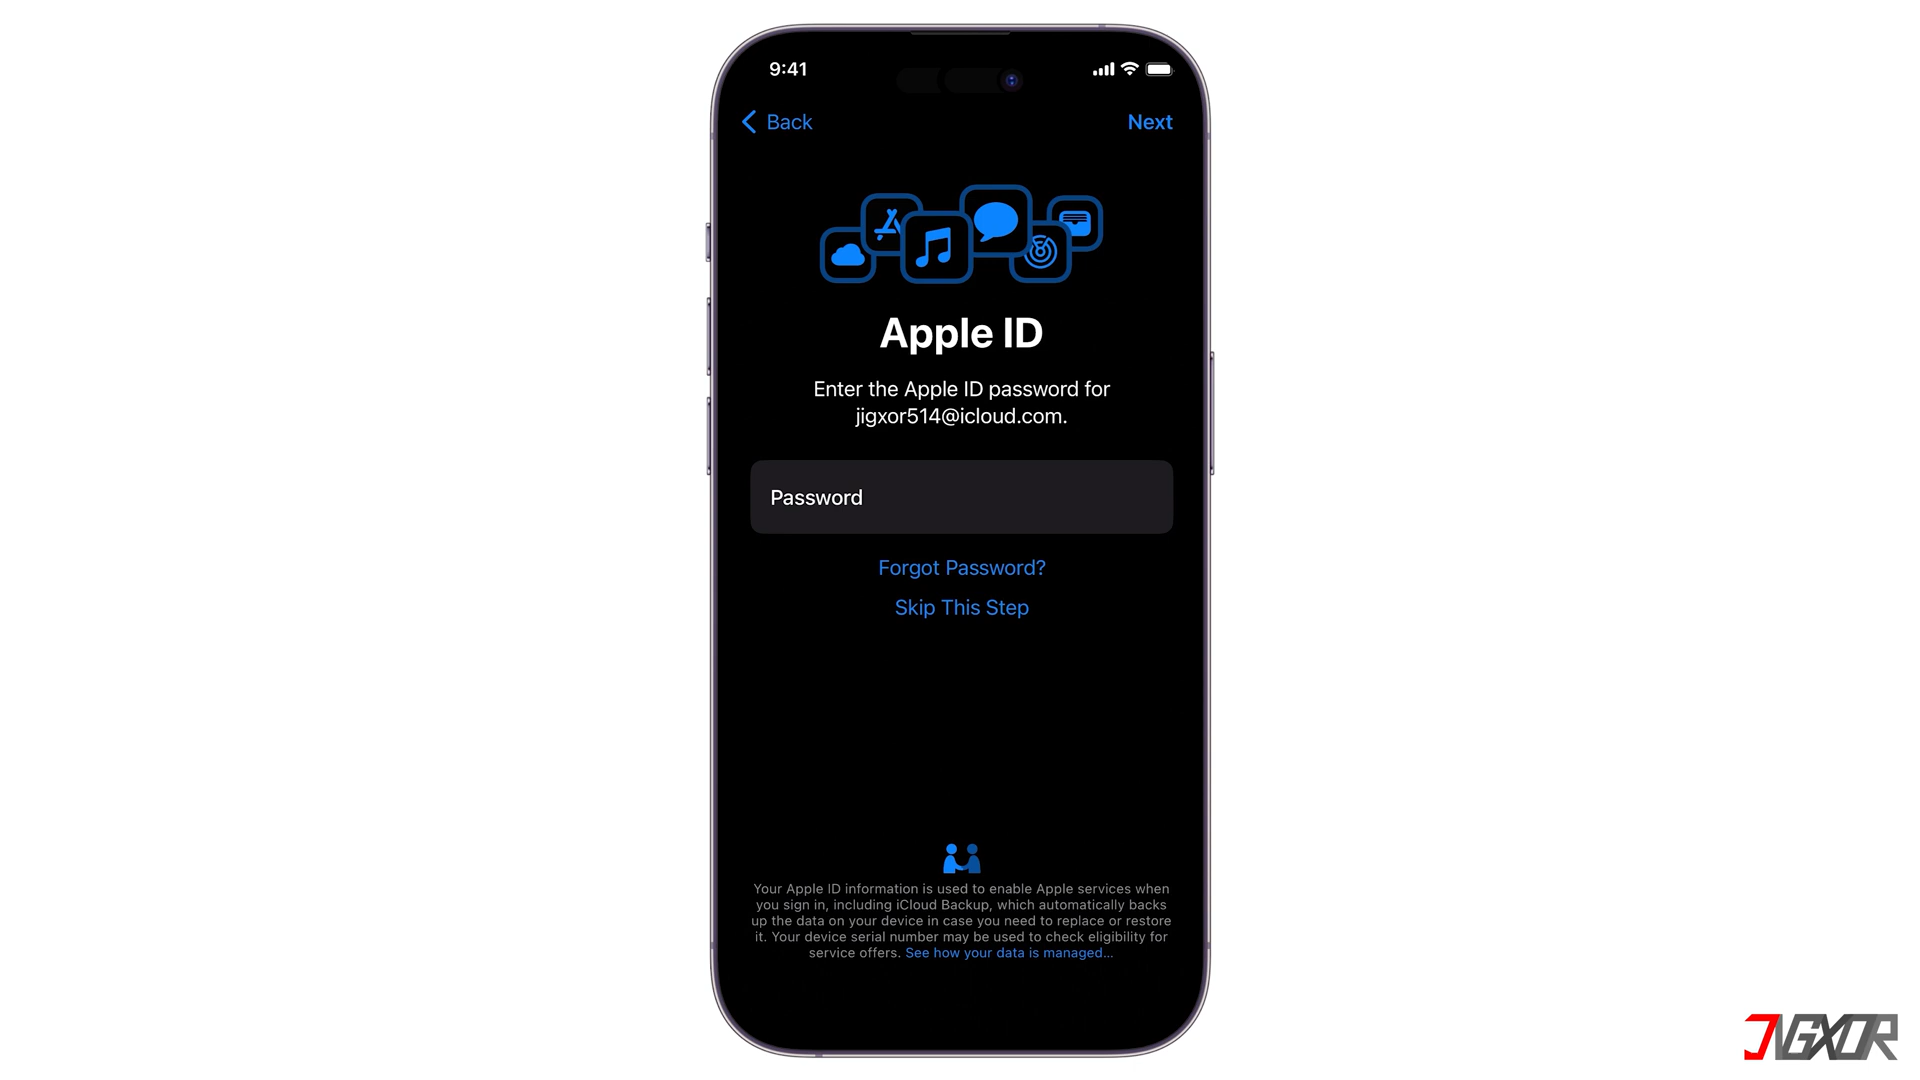 9:41
Back
Next
Apple ID
Enter the Apple ID password for
jigxor514@icloud.com.
Password
Forgot Password?
Skip This Step
Your Apple ID information is used to enable Apple services when
you sign in, including iCloud Backup, which automatically backs
up the data on your device in case you need to replace or restore
it. Your device serial number may be used to check eligibility for
service offers. See how your data is managed...
JIGXOR